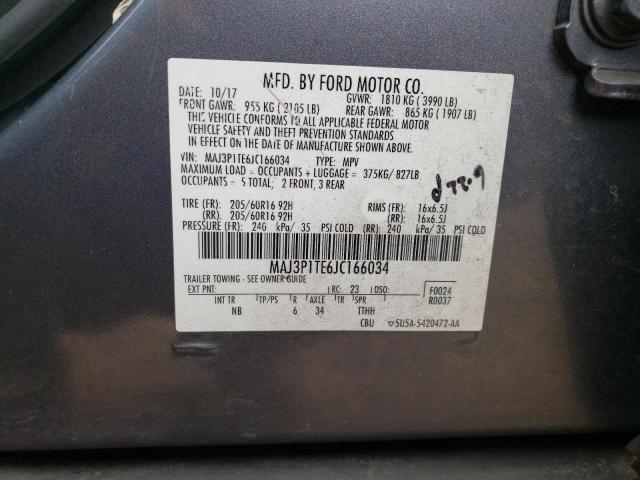 MFD. BY FORD MOTOR CO.
DATE: 10/17 GVWR: 1810 KG ( 3990 LB)
FRONT GAWR: 955 KG ( 2105 LB) REAR GAWR: 865 KG ( 1907 LB)
THIS VEHICLE CONFORMS TO ALL APPLICABLE FEDERAL MOTOR
VEHICLE SAFETY AND THEFT PREVENTION STANDARDS
IN EFFECT ON THE DATE OF MANUFACTURE SHOWN ABOVE.
VIN: MAJ3P1TE6JC166034 TYPE: MPV
MAXIMUM LOAD = OCCUPANTS + LUGGAGE = 375KG/827LB
OCCUPANTS = 5 TOTAL; 2 FRONT, 3 REAR
TIRE (FR): 205/60R16 92H RIMS (FR): 16x6.5J
(RR): 205/60R16 92H (RR): 16x6.5J
PRESSURE (FR): 240 kPa/ 35 PSI COLD (RR): 240 kPa/ 35 PSI COLD
MAJ3P1TE6JC166034
TRAILER TOWING - SEE OWNER GUIDE
EXT PNT: RC: 23 DSO: F0024
INT TR TP/PS R AXLE TR SPR R0037
NB 6 34 TTHH
CBU ▽5U5A-5420472-AA